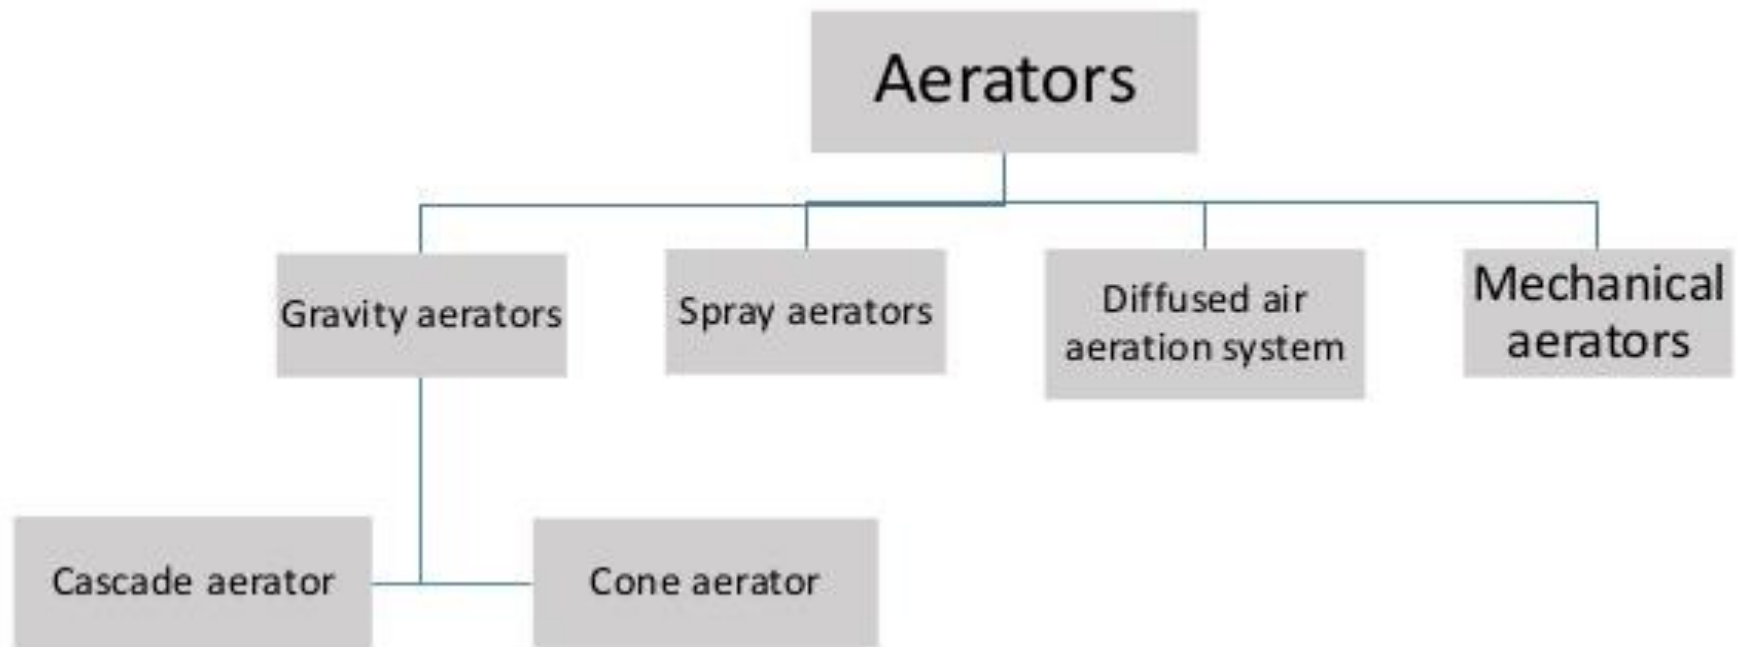 Aerators
Gravity aerators
Spray aerators
Diffused air
aeration system
Mechanical
aerators
Cascade aerator
Cone aerator